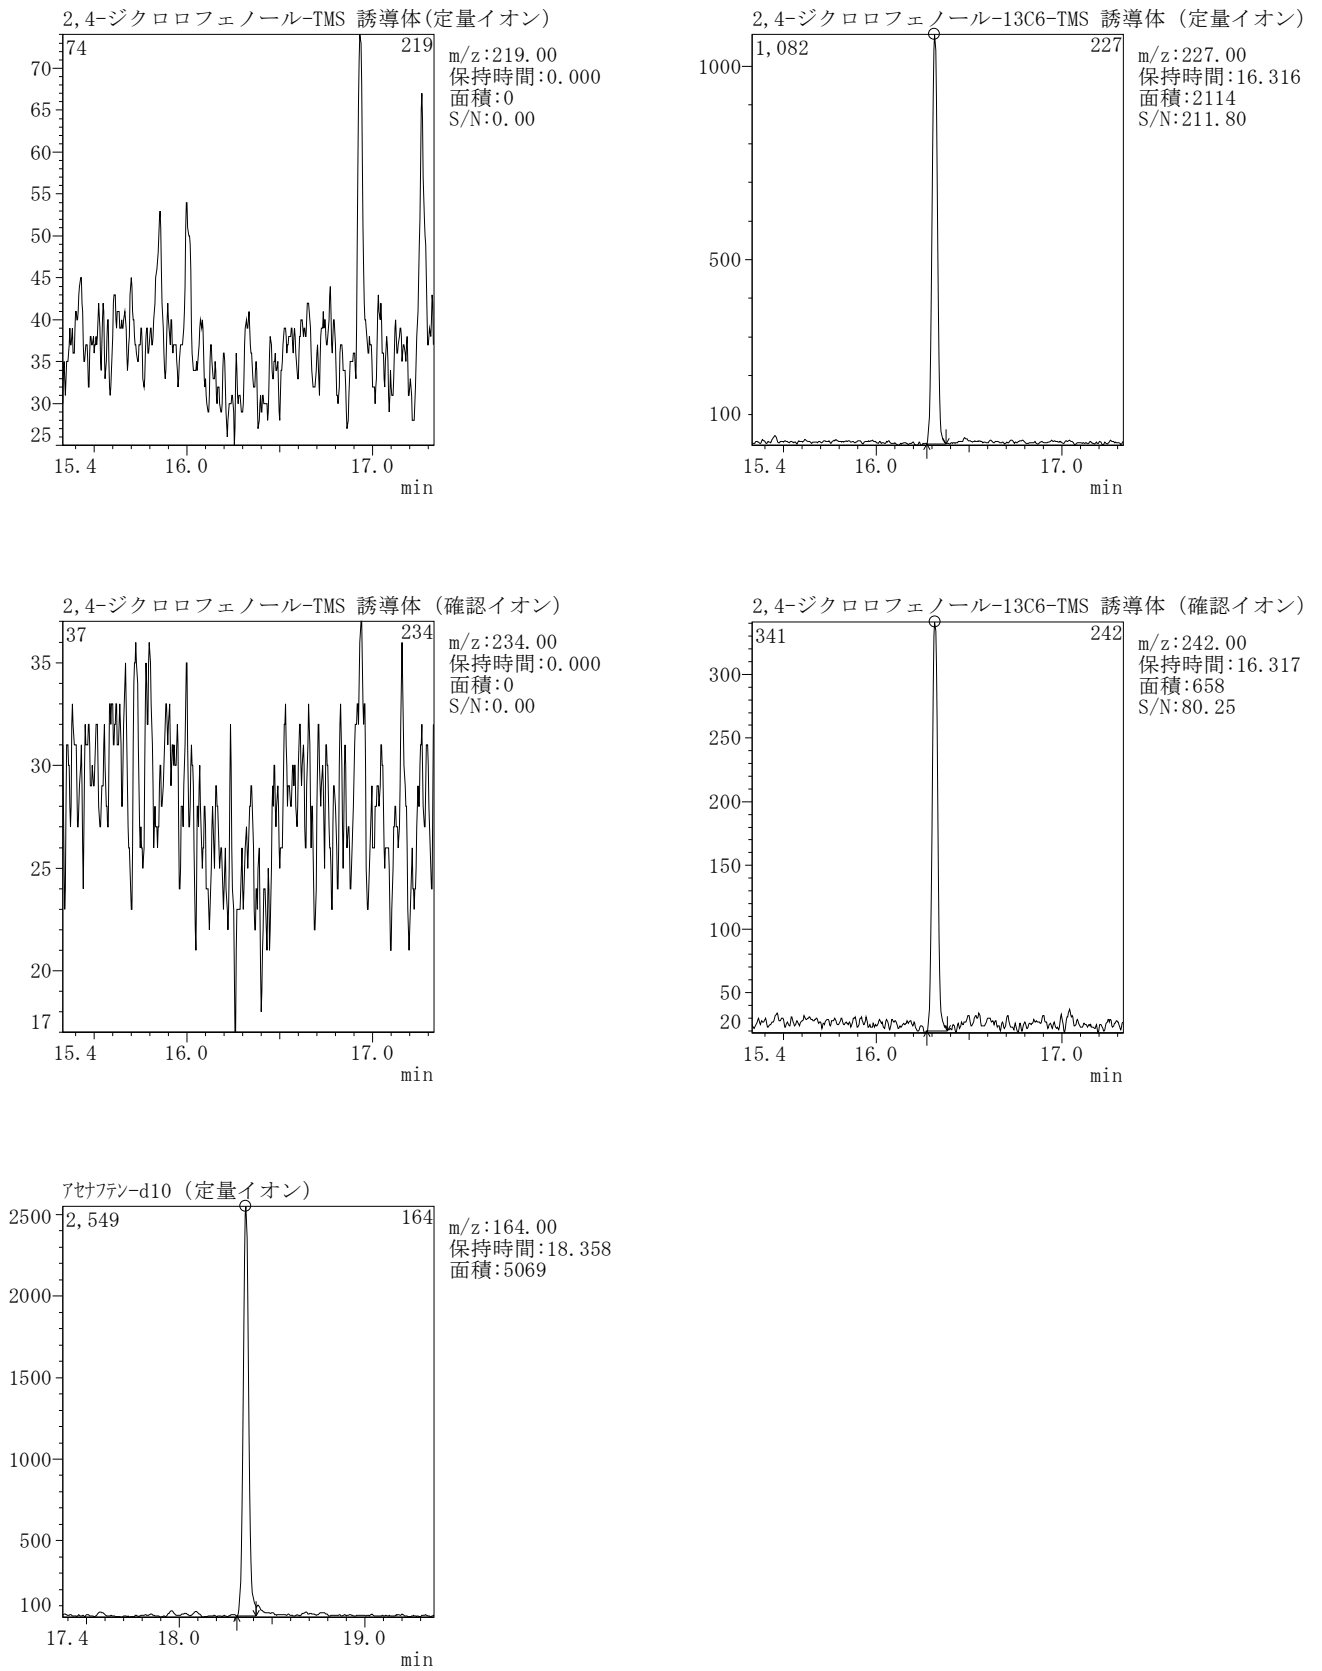 2,4-ジクロロフェノール-TMS 誘導体(定量イオン)
74
219
m/z:219.00
保持時間:0.000
面積:0
S/N:0.00
70
65
60
55
50
45
40
35
30
25
15.4
16.0
17.0
min
2,4-ジクロロフェノール-13C6-TMS 誘導体 (定量イオン)
1,082
227
m/z:227.00
保持時間:16.316
面積:2114
S/N:211.80
1000
500
100
15.4
16.0
17.0
min
2,4-ジクロロフェノール-TMS 誘導体 (確認イオン)
37
234
m/z:234.00
保持時間:0.000
面積:0
S/N:0.00
35
30
25
20
17
15.4
16.0
17.0
min
2,4-ジクロロフェノール-13C6-TMS 誘導体 (確認イオン)
341
242
m/z:242.00
保持時間:16.317
面積:658
S/N:80.25
300
250
200
150
100
50
20
15.4
16.0
17.0
min
アセナフテン-d10 (定量イオン)
2,549
164
m/z:164.00
保持時間:18.358
面積:5069
2500
2000
1500
1000
500
100
17.4
18.0
19.0
min